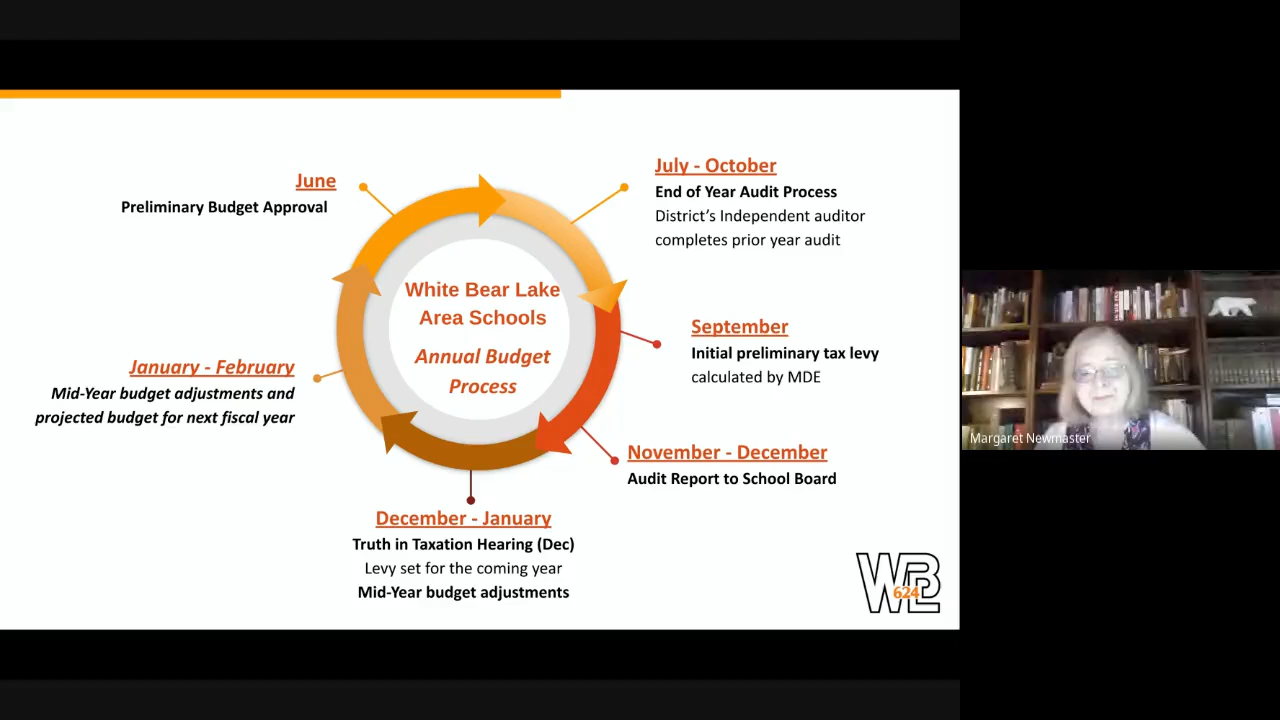 June
Preliminary Budget Approval
July - October
End of Year Audit Process
District's Independent auditor
completes prior year audit
White Bear Lake
Area Schools
Annual Budget
Process
September
Initial preliminary tax levy
calculated by MDE
January - February
Mid-Year budget adjustments and
projected budget for next fiscal year
November - December
Audit Report to School Board
December - January
Truth in Taxation Hearing (Dec)
Levy set for the coming year
Mid-Year budget adjustments
WBL
624
Margaret Newmaster